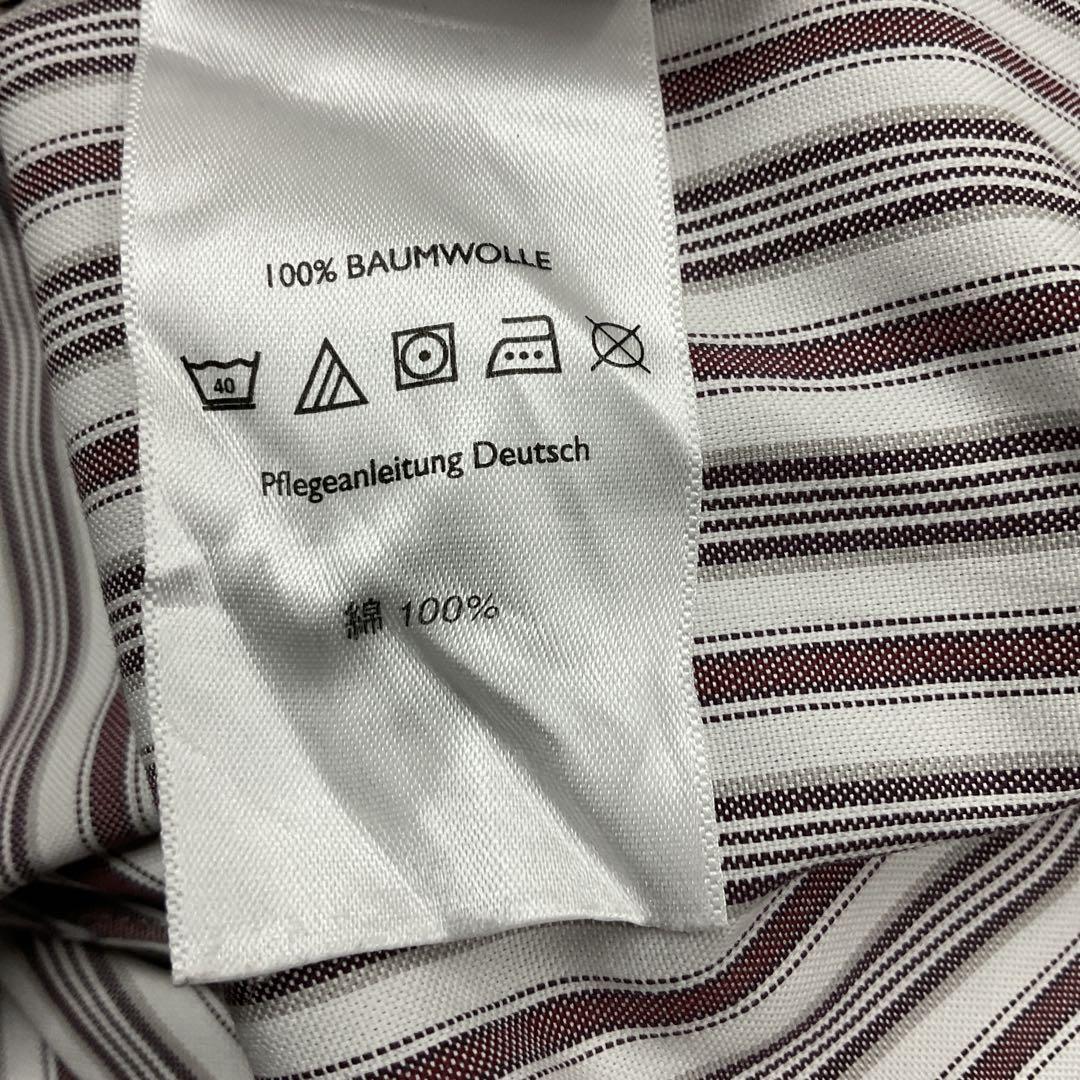 100% BAUMWOLLE
40
Pflegeanleitung Deutsch
綿 100%